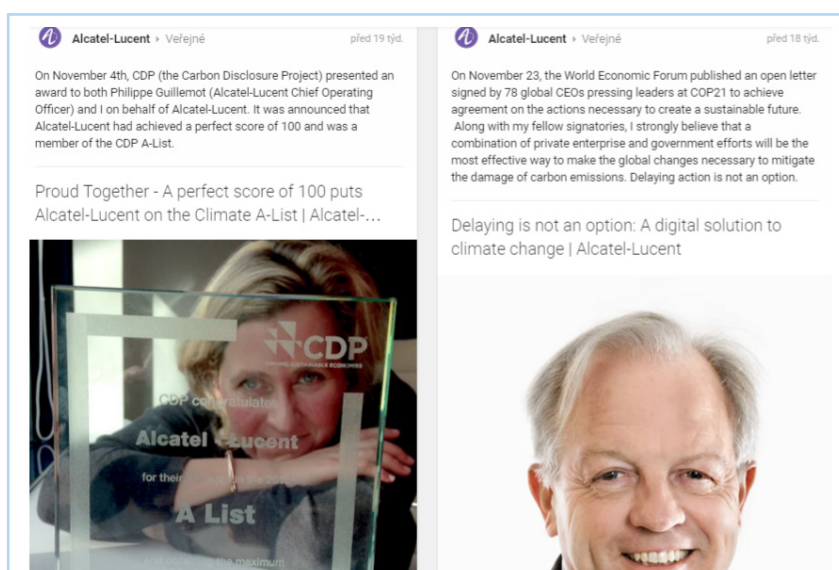 Alcatel-Lucent ▸ Veřejné
před 19 týd.
On November 4th, CDP (the Carbon Disclosure Project) presented an
award to both Philippe Guillemot (Alcatel-Lucent Chief Operating
Officer) and I on behalf of Alcatel-Lucent. It was announced that
Alcatel-Lucent had achieved a perfect score of 100 and was a
member of the CDP A-List.
Proud Together - A perfect score of 100 puts
Alcatel-Lucent on the Climate A-List | Alcatel-...
CDP
DRIVING SUSTAINABLE ECONOMIES
CDP congratulates
Alcatel-Lucent
for their
in the
A List
the maximum
Alcatel-Lucent ▸ Veřejné
před 18 týd.
On November 23, the World Economic Forum published an open letter
signed by 78 global CEOs pressing leaders at COP21 to achieve
agreement on the actions necessary to create a sustainable future.
Along with my fellow signatories, I strongly believe that a
combination of private enterprise and government efforts will be the
most effective way to make the global changes necessary to mitigate
the damage of carbon emissions. Delaying action is not an option.
Delaying is not an option: A digital solution to
climate change | Alcatel-Lucent